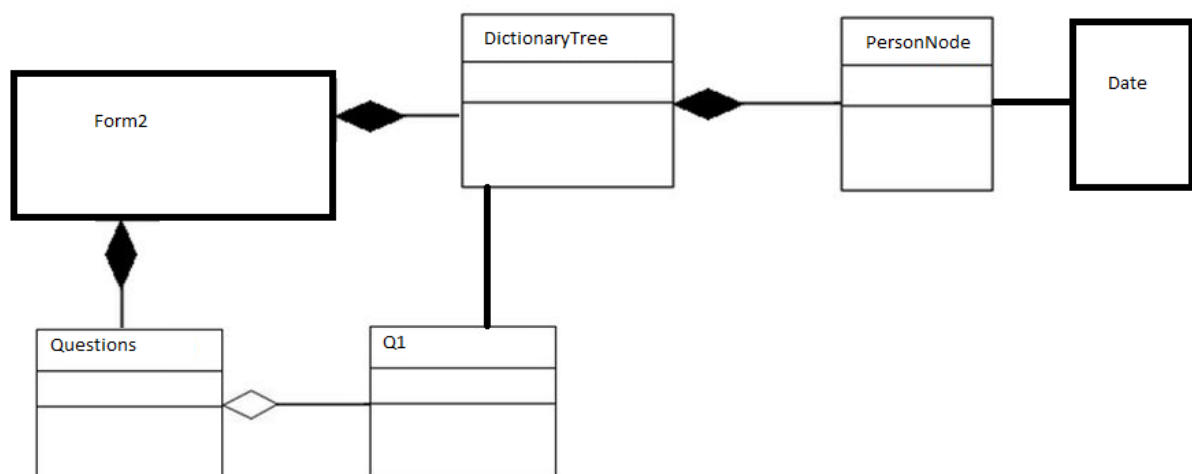 DictionaryTree
PersonNode
Date
Form2
Questions
Q1